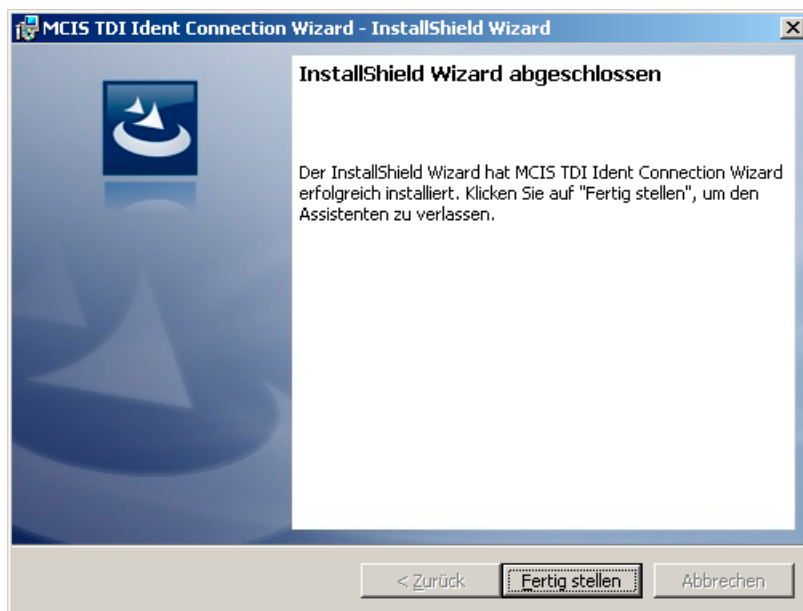 MCIS TDI Ident Connection Wizard - InstallShield Wizard
InstallShield Wizard abgeschlossen
Der InstallShield Wizard hat MCIS TDI Ident Connection Wizard
erfolgreich installiert. Klicken Sie auf "Fertig stellen", um den
Assistenten zu verlassen.
< Zurück
Fertig stellen
Abbrechen